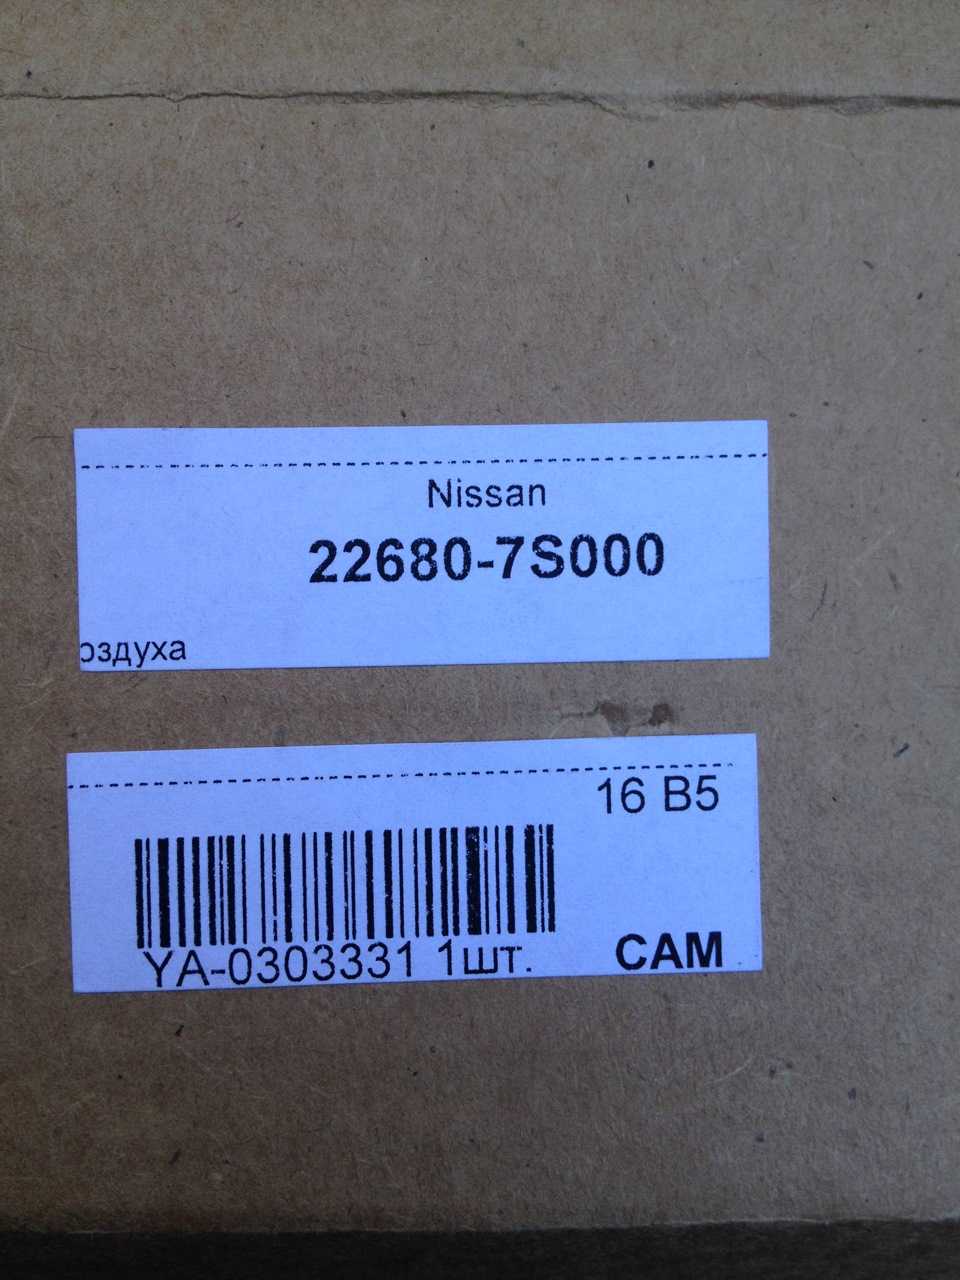 Nissan
22680-7S000
оздуха
16 B5
YA-0303331 1шт.
CAM